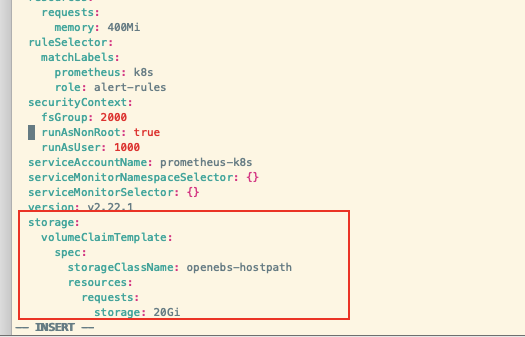 resources:
requests:
memory: 400Mi
ruleSelector:
matchLabels:
prometheus: k8s
role: alert-rules
securityContext:
fsGroup: 2000
runAsNonRoot: true
runAsUser: 1000
serviceAccountName: prometheus-k8s
serviceMonitorNamespaceSelector: {}
serviceMonitorSelector: {}
version: v2.22.1
storage:
volumeClaimTemplate:
spec:
storageClassName: openebs-hostpath
resources:
requests:
storage: 20Gi
-- INSERT --